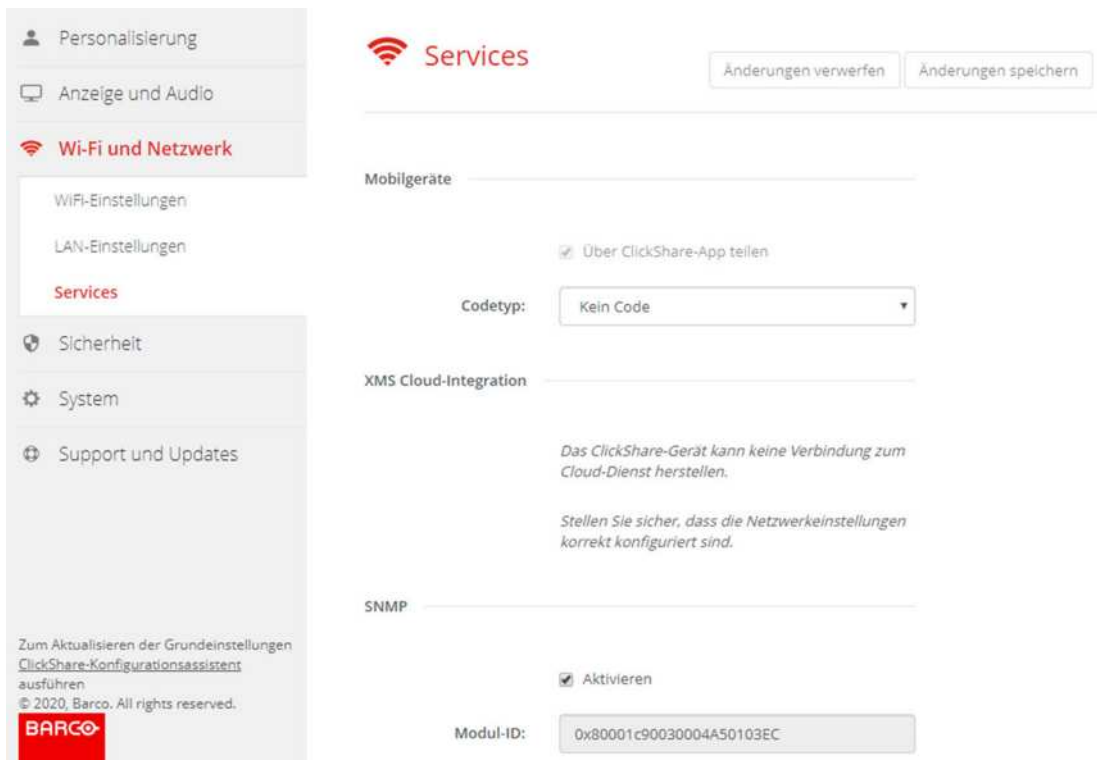 Personalisierung
Anzeige und Audio
Wi-Fi und Netzwerk
WiFi-Einstellungen
LAN-Einstellungen
Services
Sicherheit
System
Support und Updates
Zum Aktualisieren der Grundeinstellungen
ClickShare-Konfigurationsassistent
ausführen
© 2020, Barco. All rights reserved.
BARCO
Services
Änderungen verwerfen
Änderungen speichern
Mobilgeräte
Über ClickShare-App teilen
Codetyp: Kein Code
XMS Cloud-Integration
Das ClickShare-Gerät kann keine Verbindung zum
Cloud-Dienst herstellen.
Stellen Sie sicher, dass die Netzwerkeinstellungen
korrekt konfiguriert sind.
SNMP
Aktivieren
Modul-ID: 0x80001c90030004A50103EC